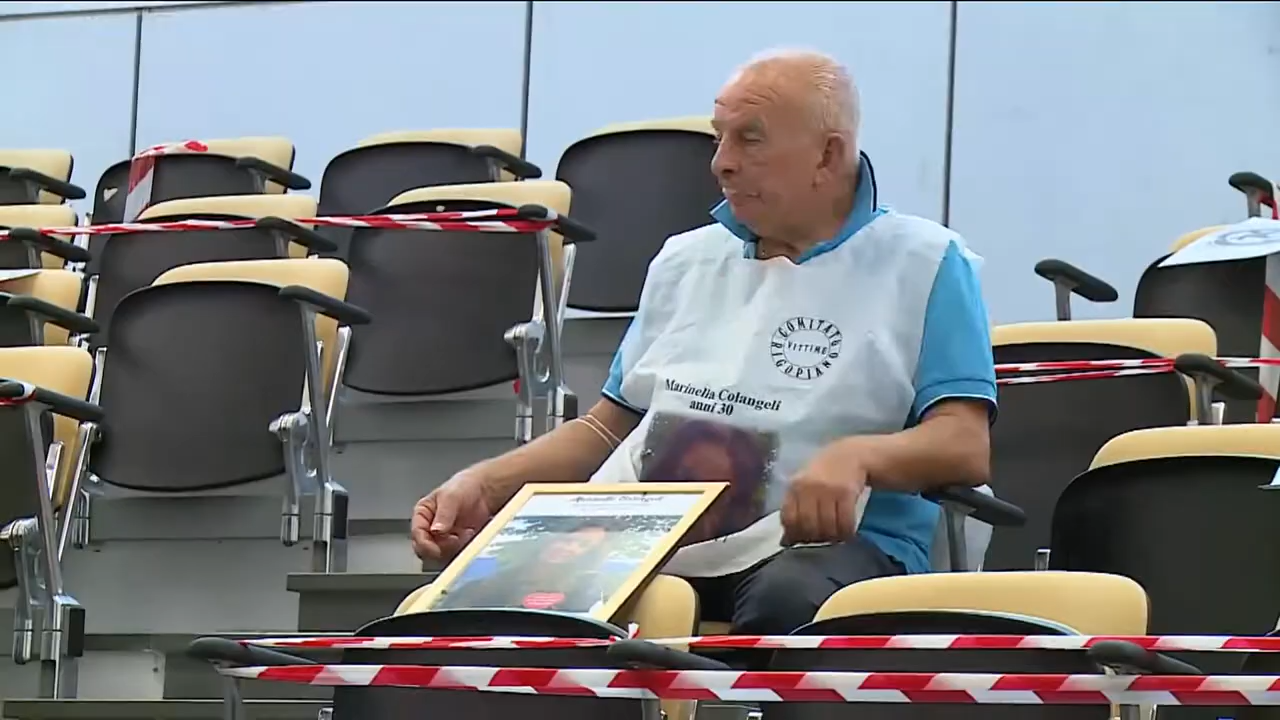 COMITATO
VITTIME
RIGOPIANO
Marinella Colangeli
anni 30